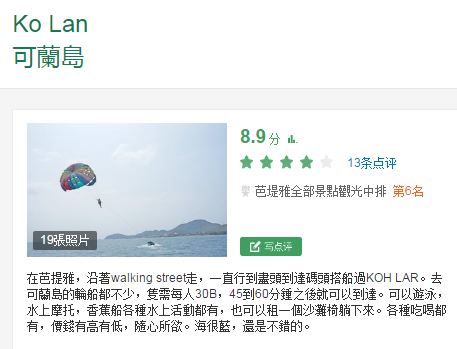 Ko Lan
可蘭島
19張照片
8.9 分
13条点评
芭堤雅全部景點觀光中排 第6名
写点评
在芭提雅，沿著walking street走，一直行到盡頭到達碼頭搭船過KOH LAR。去
可蘭島的輪船都不少，隻需每人30B，45到60分鍾之後就可以到達。可以遊泳，
水上摩托，香蕉船各種水上活動都有，也可以租一個沙灘椅躺下來。各種吃喝都
有，價錢有高有低，隨心所欲。海很藍，還是不錯的。